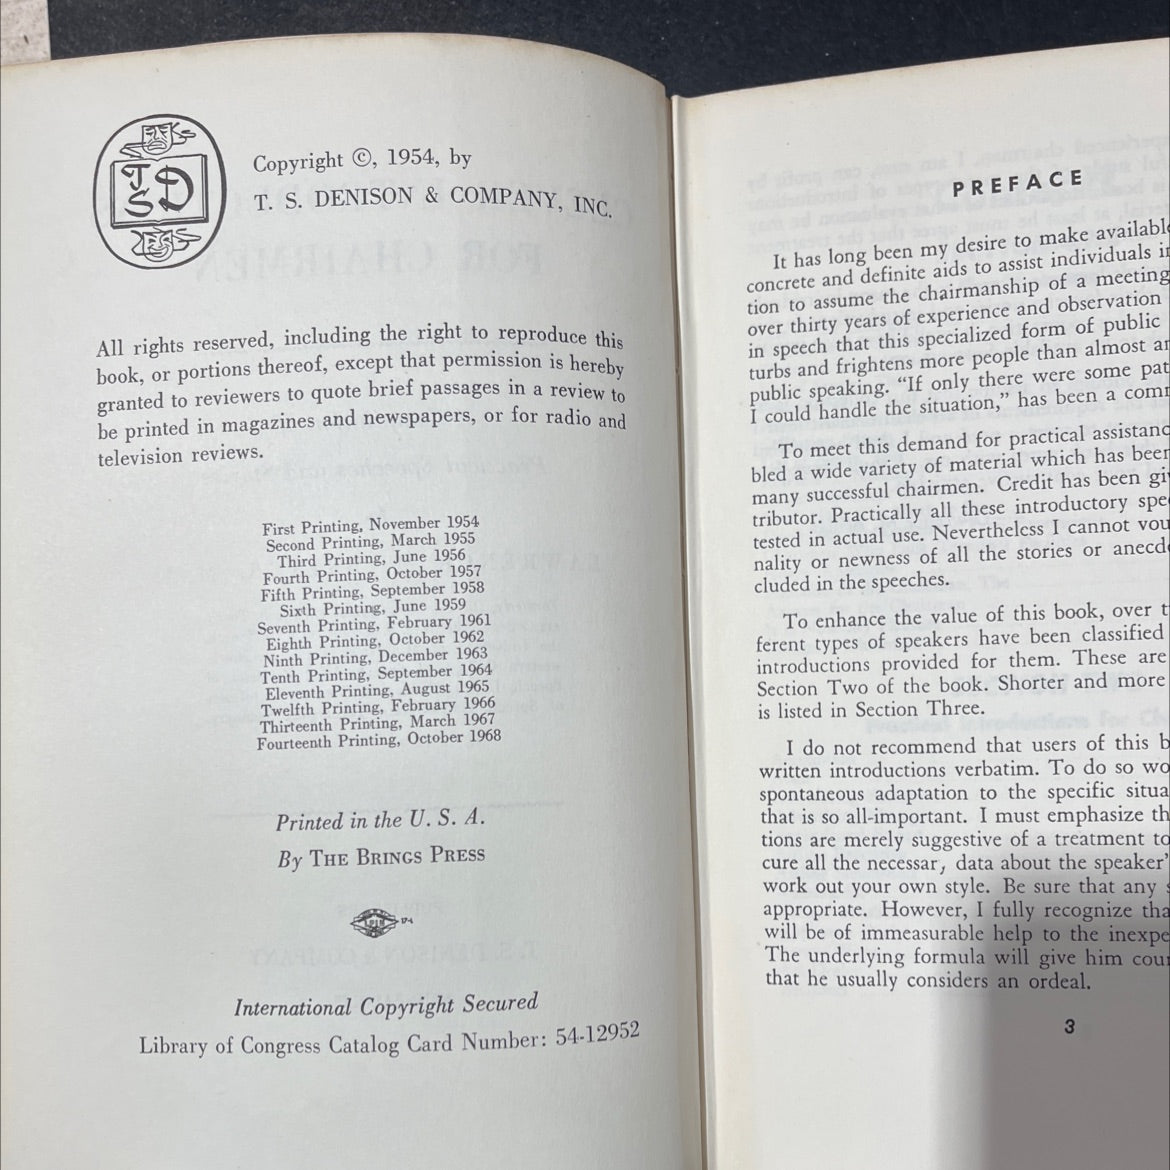 TSD
Copyright ©, 1954, by
T. S. DENISON & COMPANY, INC.
All rights reserved, including the right to reproduce this
book, or portions thereof, except that permission is hereby
granted to reviewers to quote brief passages in a review to
be printed in magazines and newspapers, or for radio and
television reviews.
First Printing, November 1954
Second Printing, March 1955
Third Printing, June 1956
Fourth Printing, October 1957
Fifth Printing, September 1958
Sixth Printing, June 1959
Seventh Printing, February 1961
Eighth Printing, October 1962
Ninth Printing, December 1963
Tenth Printing, September 1964
Eleventh Printing, August 1965
Twelfth Printing, February 1966
Thirteenth Printing, March 1967
Fourteenth Printing, October 1968
Printed in the U. S. A.
By THE BRINGS PRESS
International Copyright Secured
Library of Congress Catalog Card Number: 54-12952
PREFACE
It has long been my desire to make available
concrete and definite aids to assist individuals in
tion to assume the chairmanship of a meeting
over thirty years of experience and observation
in speech that this specialized form of public
turbs and frightens more people than almost an
public speaking. “If only there were some pat
I could handle the situation,” has been a comm
To meet this demand for practical assistanc
bled a wide variety of material which has been
many successful chairmen. Credit has been giv
tributor. Practically all these introductory spe
tested in actual use. Nevertheless I cannot vou
nality or newness of all the stories or anecdo
cluded in the speeches.
To enhance the value of this book, over t
ferent types of speakers have been classified
introductions provided for them. These are
Section Two of the book. Shorter and more
is listed in Section Three.
I do not recommend that users of this b
written introductions verbatim. To do so wo
spontaneous adaptation to the specific situa
that is so all-important. I must emphasize th
tions are merely suggestive of a treatment to
cure all the necessar, data about the speaker'
work out your own style. Be sure that any s
appropriate. However, I fully recognize tha
will be of immeasurable help to the inexpe
The underlying formula will give him cour
that he usually considers an ordeal.
3